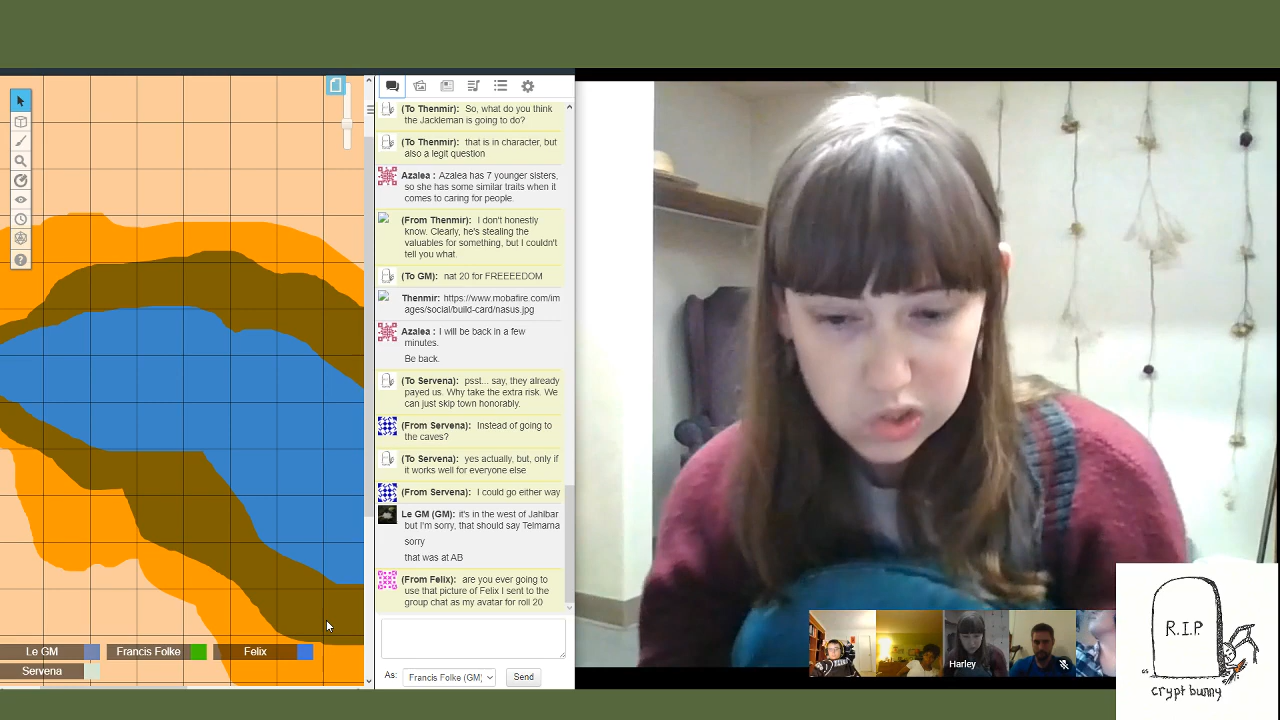 (To Thenmir): So, what do you think
the Jackleman is going to do?
(To Thenmir): that is in character, but
also a legit question
Azalea : Azalea has 7 younger sisters,
so she has some similar traits when it
comes to caring for people.
(From Thenmir): I don't honestly
know. Clearly, he's stealing the
valuables for something, but I couldn't
tell you what.
(To GM): nat 20 for FREEEEDOM
Thenmir: https://www.mobafire.com/im
ages/social/build-card/nasus.jpg
Azalea : I will be back in a few
minutes.
Be back.
(To Servena): psst... say, they already
payed us. Why take the extra risk. We
can just skip town honorably.
(From Servena): Instead of going to
the caves?
(To Servena): yes actually, but, only if
it works well for everyone else
(From Servena): I could go either way
Le GM (GM): it's in the west of Jahlbar
but I'm sorry, that should say Telmarna
sorry
that was at AB
(From Felix): are you ever going to
use that picture of Felix I sent to the
group chat as my avatar for roll 20
As: Francis Folke (GM) Send
Le GM Francis Folke Felix
Servena
Harley
R.I.P.
crypt bunny